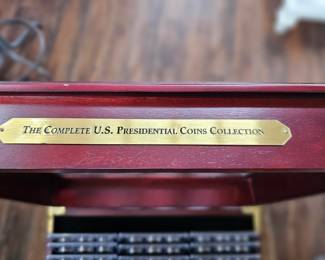 THE COMPLETE U.S. PRESIDENTIAL COINS COLLECTION